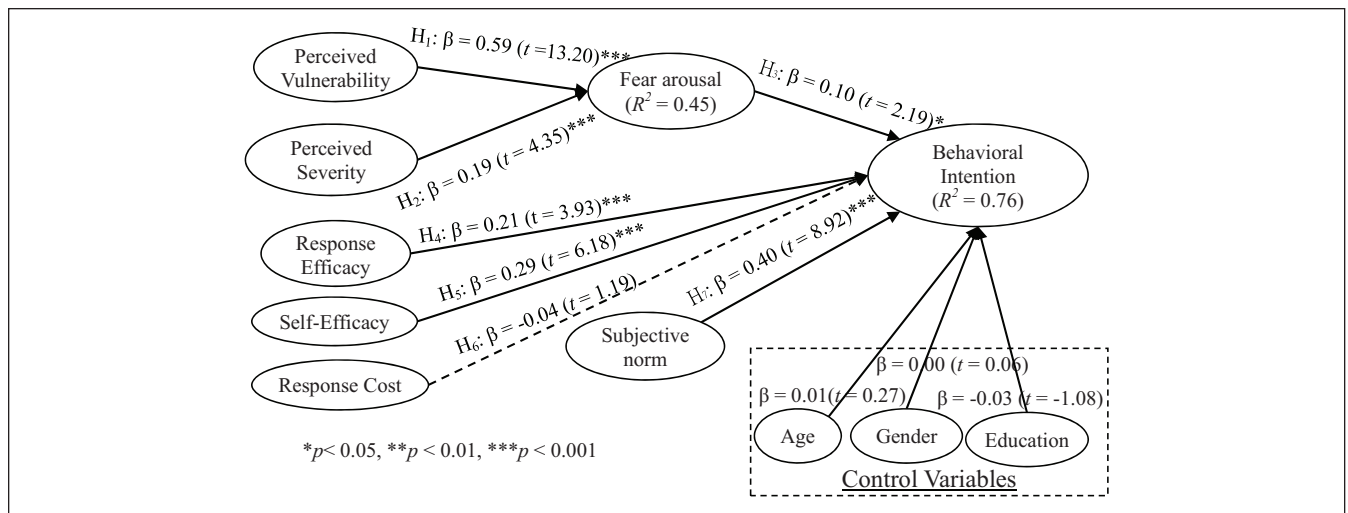 H₁: β = 0.59 (t =13.20)***
Perceived
Vulnerability
Fear arousal
(R² = 0.45)
H₃: β = 0.10 (t = 2.19)*
Perceived
Severity
H₂: β = 0.19 (t = 4.35)***
Behavioral
Intention
(R² = 0.76)
Response
Efficacy
H₄: β = 0.21 (t = 3.93)***
Self-Efficacy
H₅: β = 0.29 (t = 6.18)***
Response Cost
H₆: β = -0.04 (t = 1.19)
Subjective
norm
H₇: β = 0.40 (t = 8.92)***
β = 0.00 (t = 0.06)
β = 0.01(t = 0.27)
β = -0.03 (t = -1.08)
Age
Gender
Education
Control Variables
*p< 0.05, **p < 0.01, ***p < 0.001